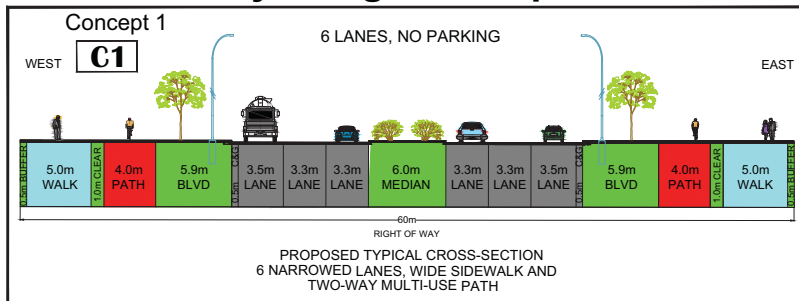 Concept 1
6 LANES, NO PARKING
WEST
C1
EAST
0.5m BUFFER
5.0m
WALK
1.0m CLEAR
4.0m
PATH
5.9m
BLVD
0.5m C&G
3.5m
LANE
3.3m
LANE
3.3m
LANE
6.0m
MEDIAN
3.3m
LANE
3.3m
LANE
3.5m
LANE
0.5m C&G
5.9m
BLVD
4.0m
PATH
1.0m CLEAR
5.0m
WALK
0.5m BUFFER
60m
RIGHT OF WAY
PROPOSED TYPICAL CROSS-SECTION
6 NARROWED LANES, WIDE SIDEWALK AND
TWO-WAY MULTI-USE PATH